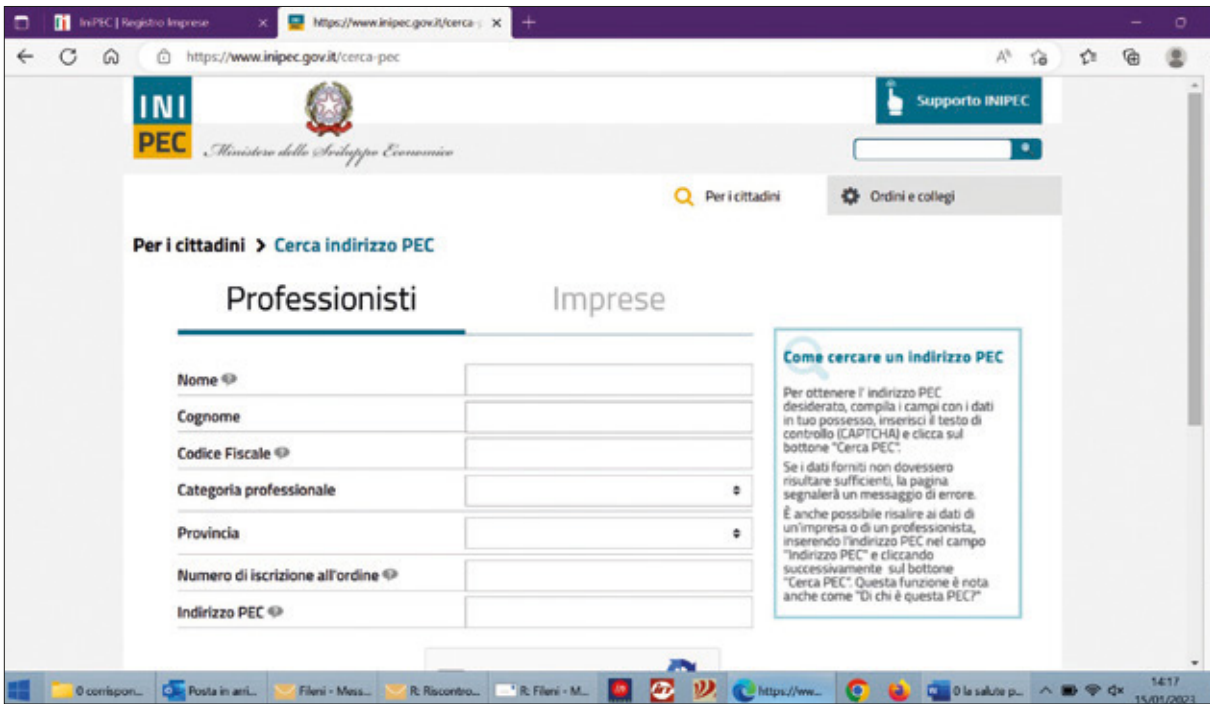 IniPEC | Registro Imprese
https://www.inipec.gov.it/cerca-p
https://www.inipec.gov.it/cerca-pec
INI
PEC
Ministero dello Sviluppo Economico
Supporto INIPEC
Per i cittadini
Ordini e collegi
Per i cittadini > Cerca indirizzo PEC
Professionisti
Imprese
Nome
Cognome
Codice Fiscale
Categoria professionale
Provincia
Numero di iscrizione all'ordine
Indirizzo PEC
Come cercare un indirizzo PEC
Per ottenere l' indirizzo PEC
desiderato, compila i campi con i dati
in tuo possesso, inserisci il testo di
controllo (CAPTCHA) e clicca sul
bottone "Cerca PEC".
Se i dati forniti non dovessero
risultare sufficienti, la pagina
segnalerà un messaggio di errore.
È anche possibile risalire ai dati di
un'impresa o di un professionista,
inserendo l'indirizzo PEC nel campo
"Indirizzo PEC" e cliccando
successivamente sul bottone
"Cerca PEC". Questa funzione è nota
anche come "Di chi è questa PEC?"
0 corrispon...
Posta in arri...
Fileni - Mess...
R: Riscontro...
R: Fileni - M...
https://ww...
0 la salute p...
14:17
15/01/2023